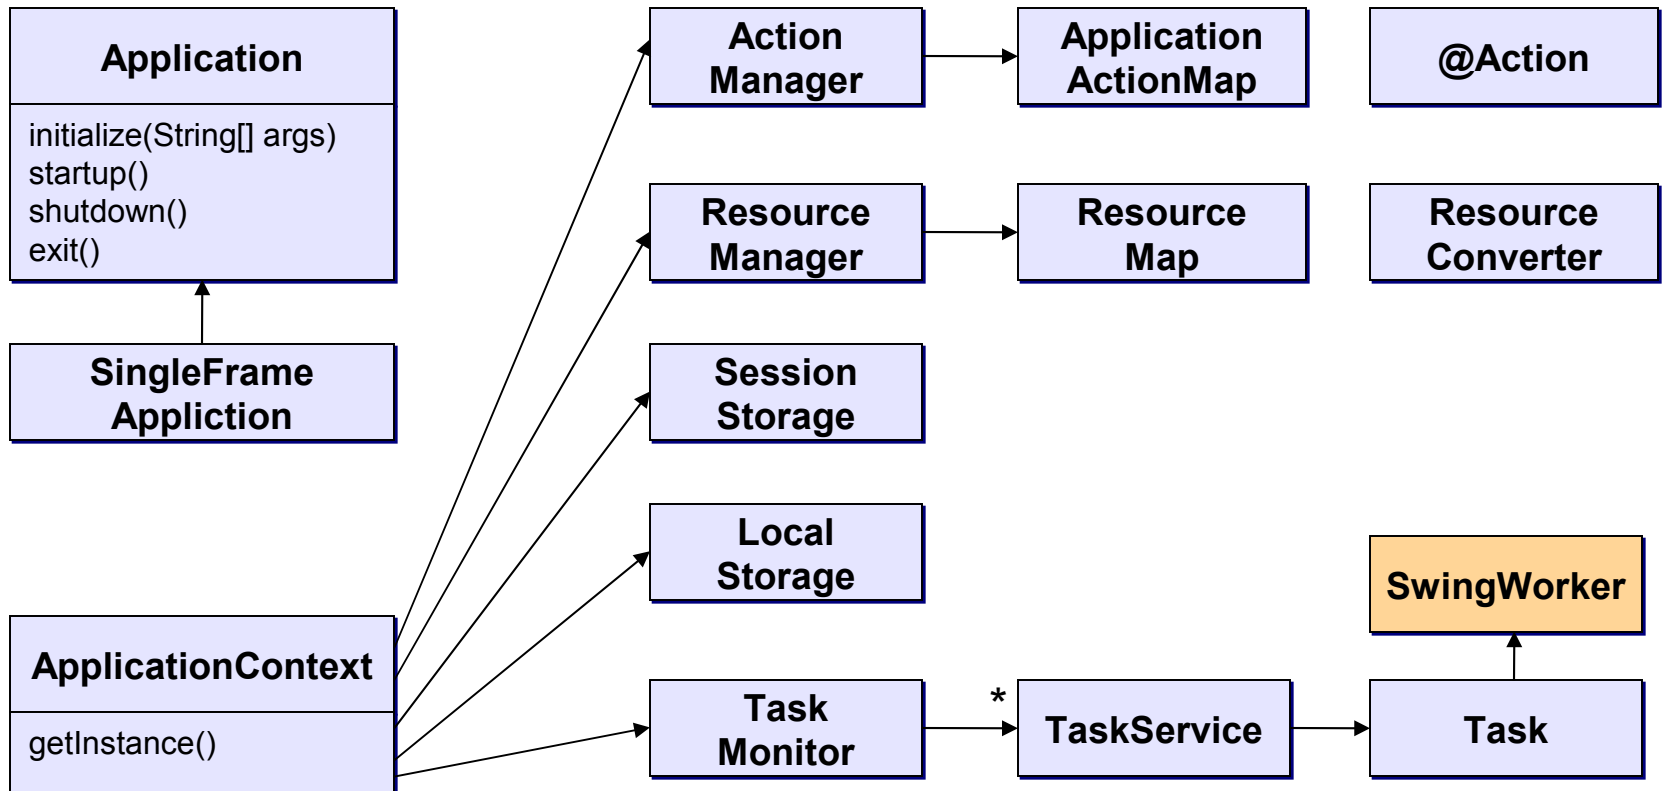 Application
initialize(String[] args)
startup()
shutdown()
exit()
SingleFrame
Appliction
ApplicationContext
getInstance()
Action
Manager
Application
ActionMap
@Action
Resource
Manager
Resource
Map
Resource
Converter
Session
Storage
Local
Storage
SwingWorker
Task
Monitor
*
TaskService
Task